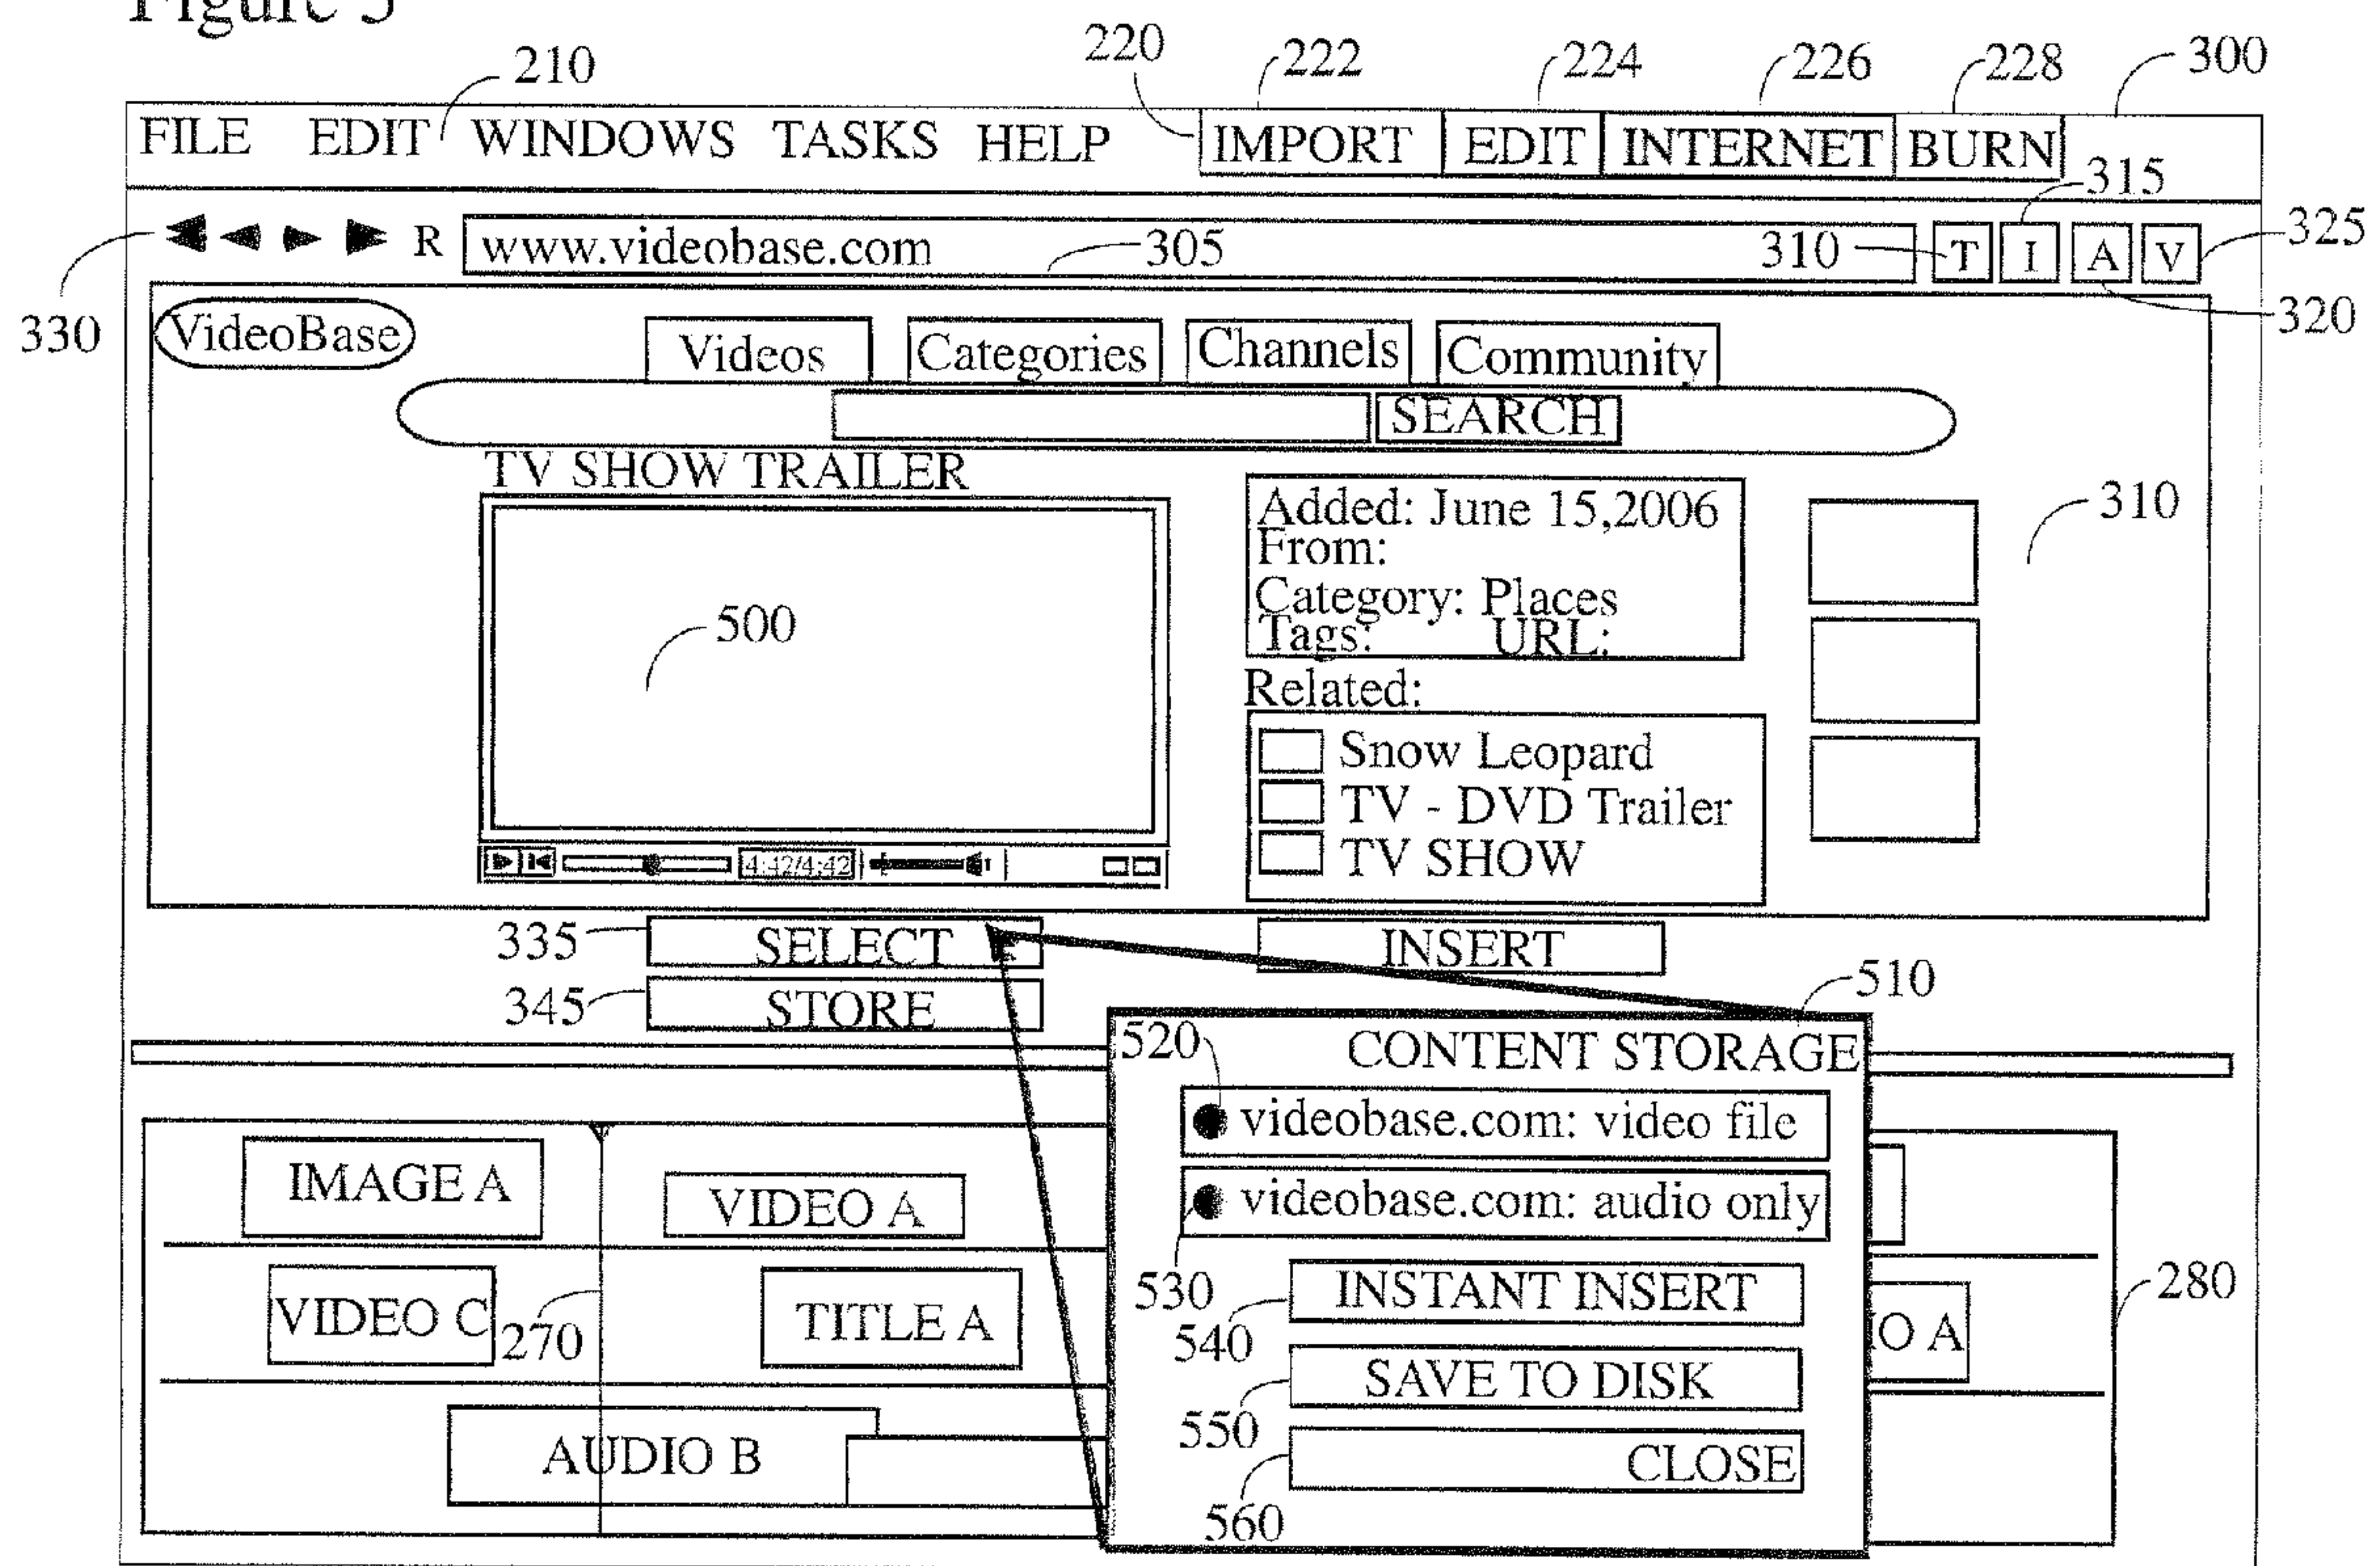 Figure 5
210 220 222 224 226 228 300
FILE EDIT WINDOWS TASKS HELP IMPORT EDIT INTERNET BURN
315
R www.videobase.com 305 310 T I A V 325
330 VideoBase Videos Categories Channels Community 320
SEARCH
TV SHOW TRAILER
Added: June 15,2006 310
From:
Category: Places
500
Tags: URL:
Related:
Snow Leopard
TV - DVD Trailer
TV SHOW
4:42/4:42
335 SELECT INSERT
345 STORE 510
520 CONTENT STORAGE
videobase.com: video file
IMAGE A VIDEO A videobase.com: audio only
530 INSTANT INSERT 280
VIDEO C 270 TITLE A 540 O A
SAVE TO DISK
550
AUDIO B CLOSE
560